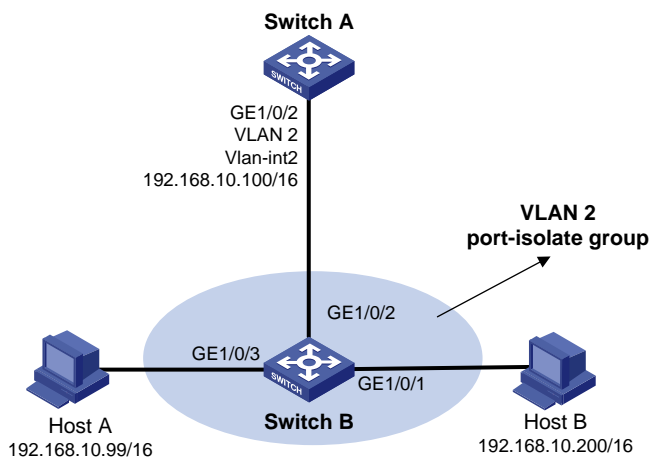 Switch A
SWITCH
GE1/0/2
VLAN 2
Vlan-int2
192.168.10.100/16
VLAN 2
port-isolate group
GE1/0/2
GE1/0/3
SWITCH
GE1/0/1
Switch B
Host A
192.168.10.99/16
Host B
192.168.10.200/16